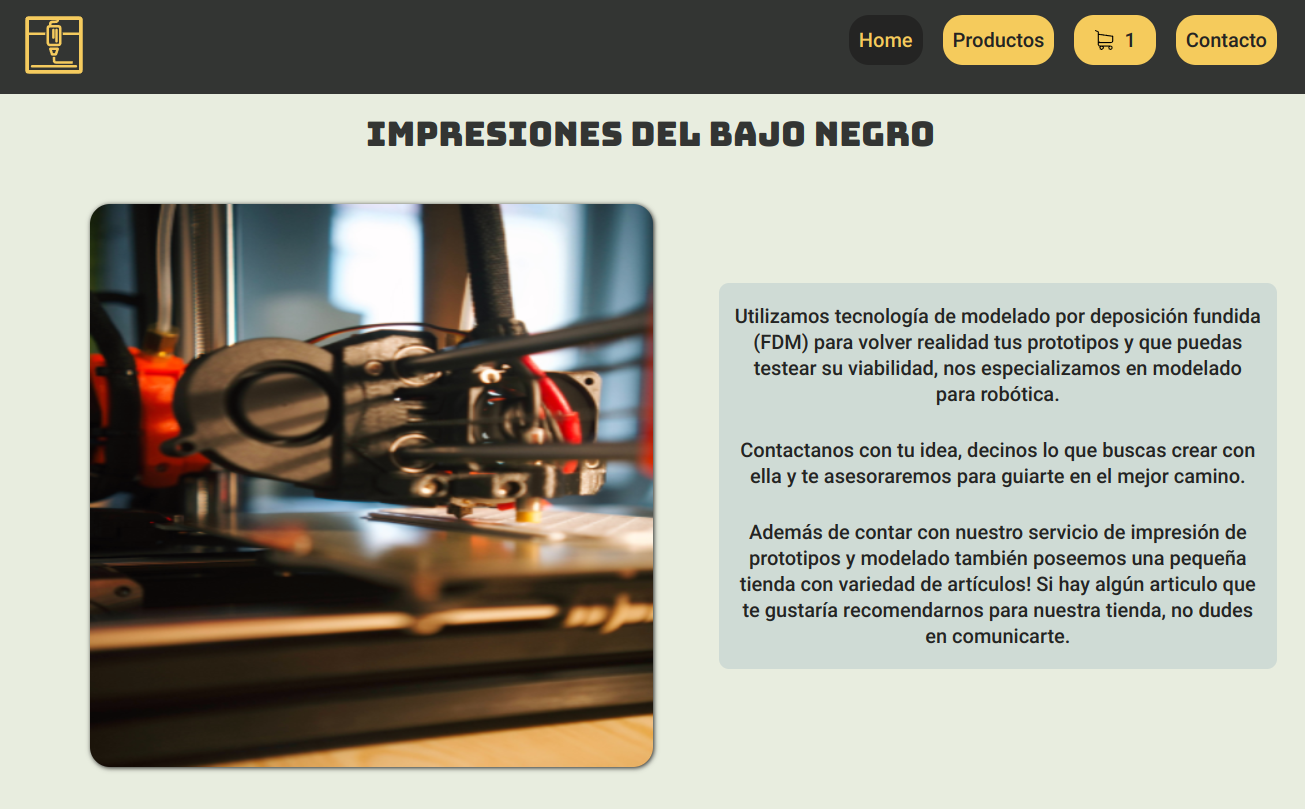 Home
Productos
1
Contacto
IMPRESIONES DEL BAJO NEGRO
Utilizamos tecnología de modelado por deposición fundida
(FDM) para volver realidad tus prototipos y que puedas
testear su viabilidad, nos especializamos en modelado
para robótica.
Contactanos con tu idea, decinos lo que buscas crear con
ella y te asesoraremos para guiarte en el mejor camino.
Además de contar con nuestro servicio de impresión de
prototipos y modelado también poseemos una pequeña
tienda con variedad de artículos! Si hay algún articulo que
te gustaría recomendarnos para nuestra tienda, no dudes
en comunicarte.